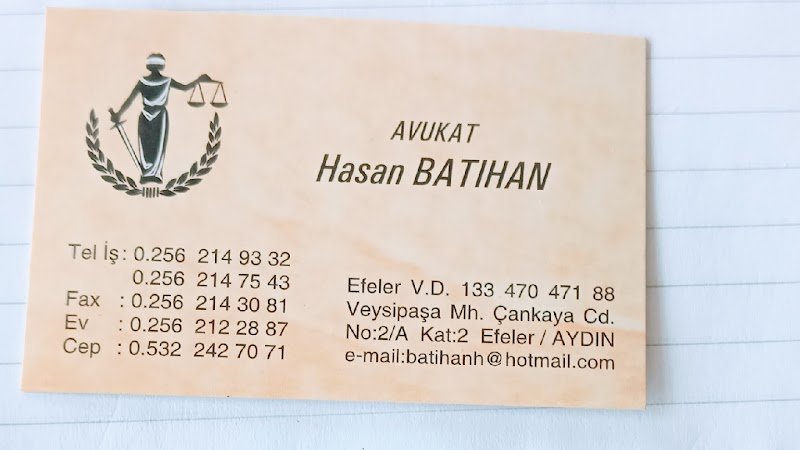 AVUKAT
Hasan BATIHAN
Tel İş: 0.256 214 93 32
0.256 214 75 43
Fax : 0.256 214 30 81
Ev : 0.256 212 28 87
Cep : 0.532 242 70 71
Efeler V.D. 133 470 471 88
Veysipaşa Mh. Çankaya Cd.
No:2/A Kat:2 Efeler / AYDIN
e-mail:batihanh@hotmail.com